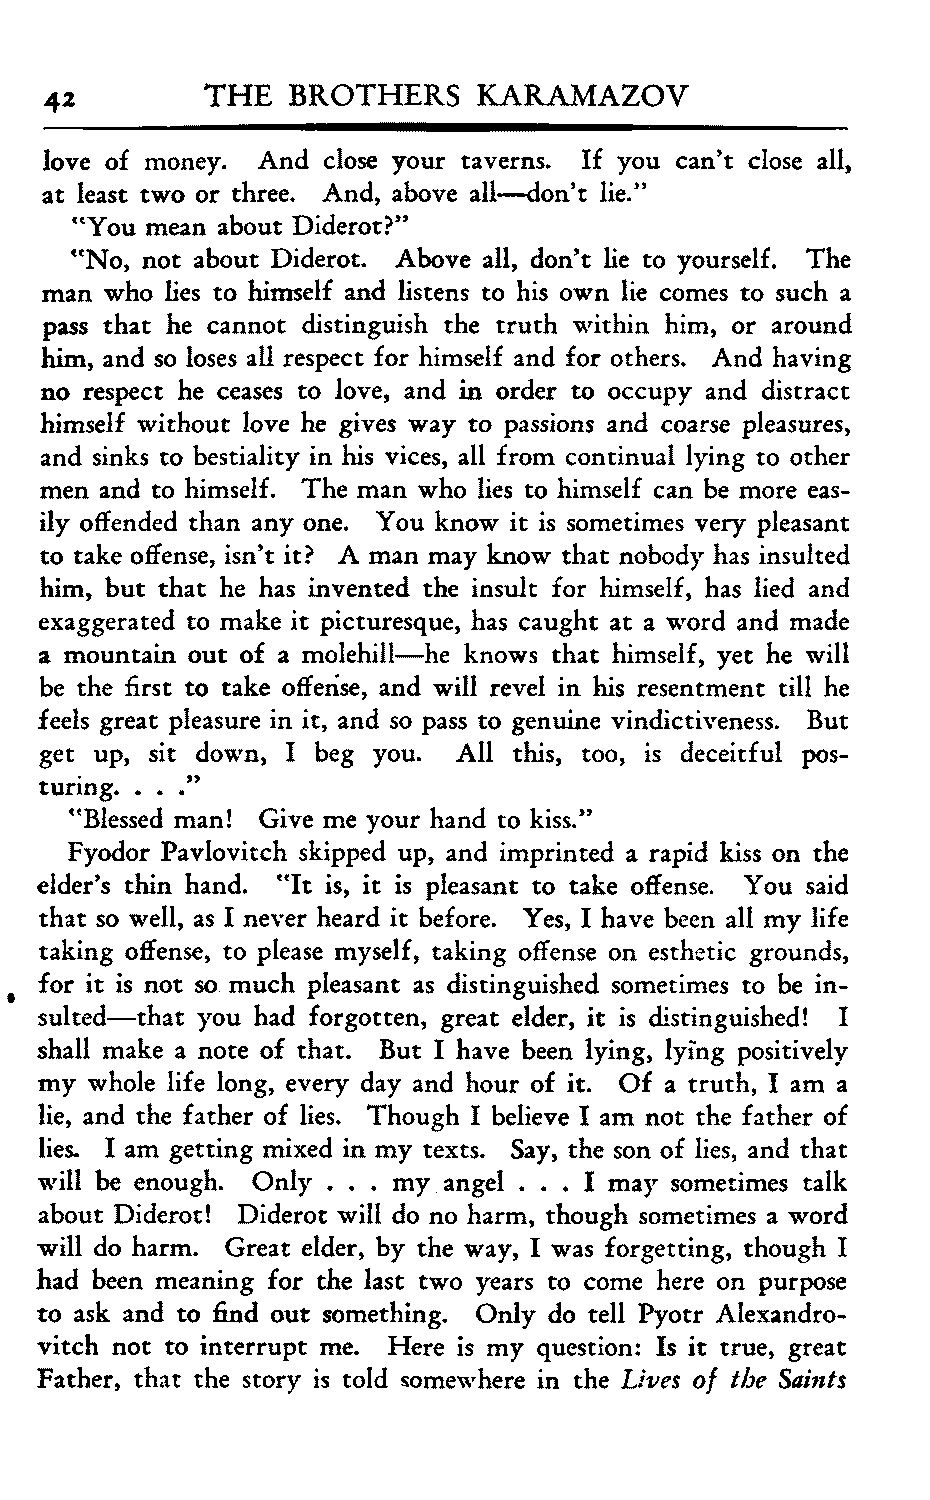 42 THE BROTHERS KARAMAZOV
love of money. And close your taverns. If you can't close all,
at least two or three. And, above all—don't lie."
"You mean about Diderot?"
"No, not about Diderot. Above all, don't lie to yourself. The
man who lies to himself and listens to his own lie comes to such a
pass that he cannot distinguish the truth within him, or around
him, and so loses all respect for himself and for others. And having
no respect he ceases to love, and in order to occupy and distract
himself without love he gives way to passions and coarse pleasures,
and sinks to bestiality in his vices, all from continual lying to other
men and to himself. The man who lies to himself can be more eas-
ily offended than any one. You know it is sometimes very pleasant
to take offense, isn't it? A man may know that nobody has insulted
him, but that he has invented the insult for himself, has lied and
exaggerated to make it picturesque, has caught at a word and made
a mountain out of a molehill—he knows that himself, yet he will
be the first to take offense, and will revel in his resentment till he
feels great pleasure in it, and so pass to genuine vindictiveness. But
get up, sit down, I beg you. All this, too, is deceitful pos-
turing. . . ."
"Blessed man! Give me your hand to kiss."
Fyodor Pavlovitch skipped up, and imprinted a rapid kiss on the
elder's thin hand. "It is, it is pleasant to take offense. You said
that so well, as I never heard it before. Yes, I have been all my life
taking offense, to please myself, taking offense on esthetic grounds,
for it is not so much pleasant as distinguished sometimes to be in-
sulted—that you had forgotten, great elder, it is distinguished! I
shall make a note of that. But I have been lying, lying positively
my whole life long, every day and hour of it. Of a truth, I am a
lie, and the father of lies. Though I believe I am not the father of
lies. I am getting mixed in my texts. Say, the son of lies, and that
will be enough. Only . . . my angel . . . I may sometimes talk
about Diderot! Diderot will do no harm, though sometimes a word
will do harm. Great elder, by the way, I was forgetting, though I
had been meaning for the last two years to come here on purpose
to ask and to find out something. Only do tell Pyotr Alexandro-
vitch not to interrupt me. Here is my question: Is it true, great
Father, that the story is told somewhere in the Lives of the Saints